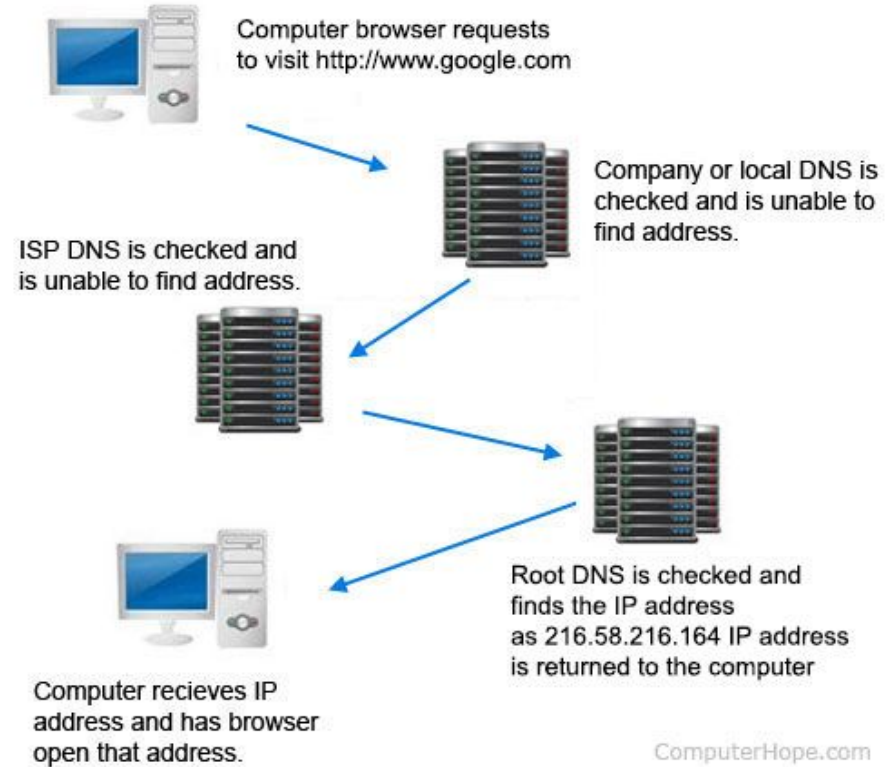 Computer browser requests
to visit http://www.google.com
Company or local DNS is
checked and is unable to
find address.
ISP DNS is checked and
is unable to find address.
Root DNS is checked and
finds the IP address
as 216.58.216.164 IP address
is returned to the computer
Computer recieves IP
address and has browser
open that address.
ComputerHope.com